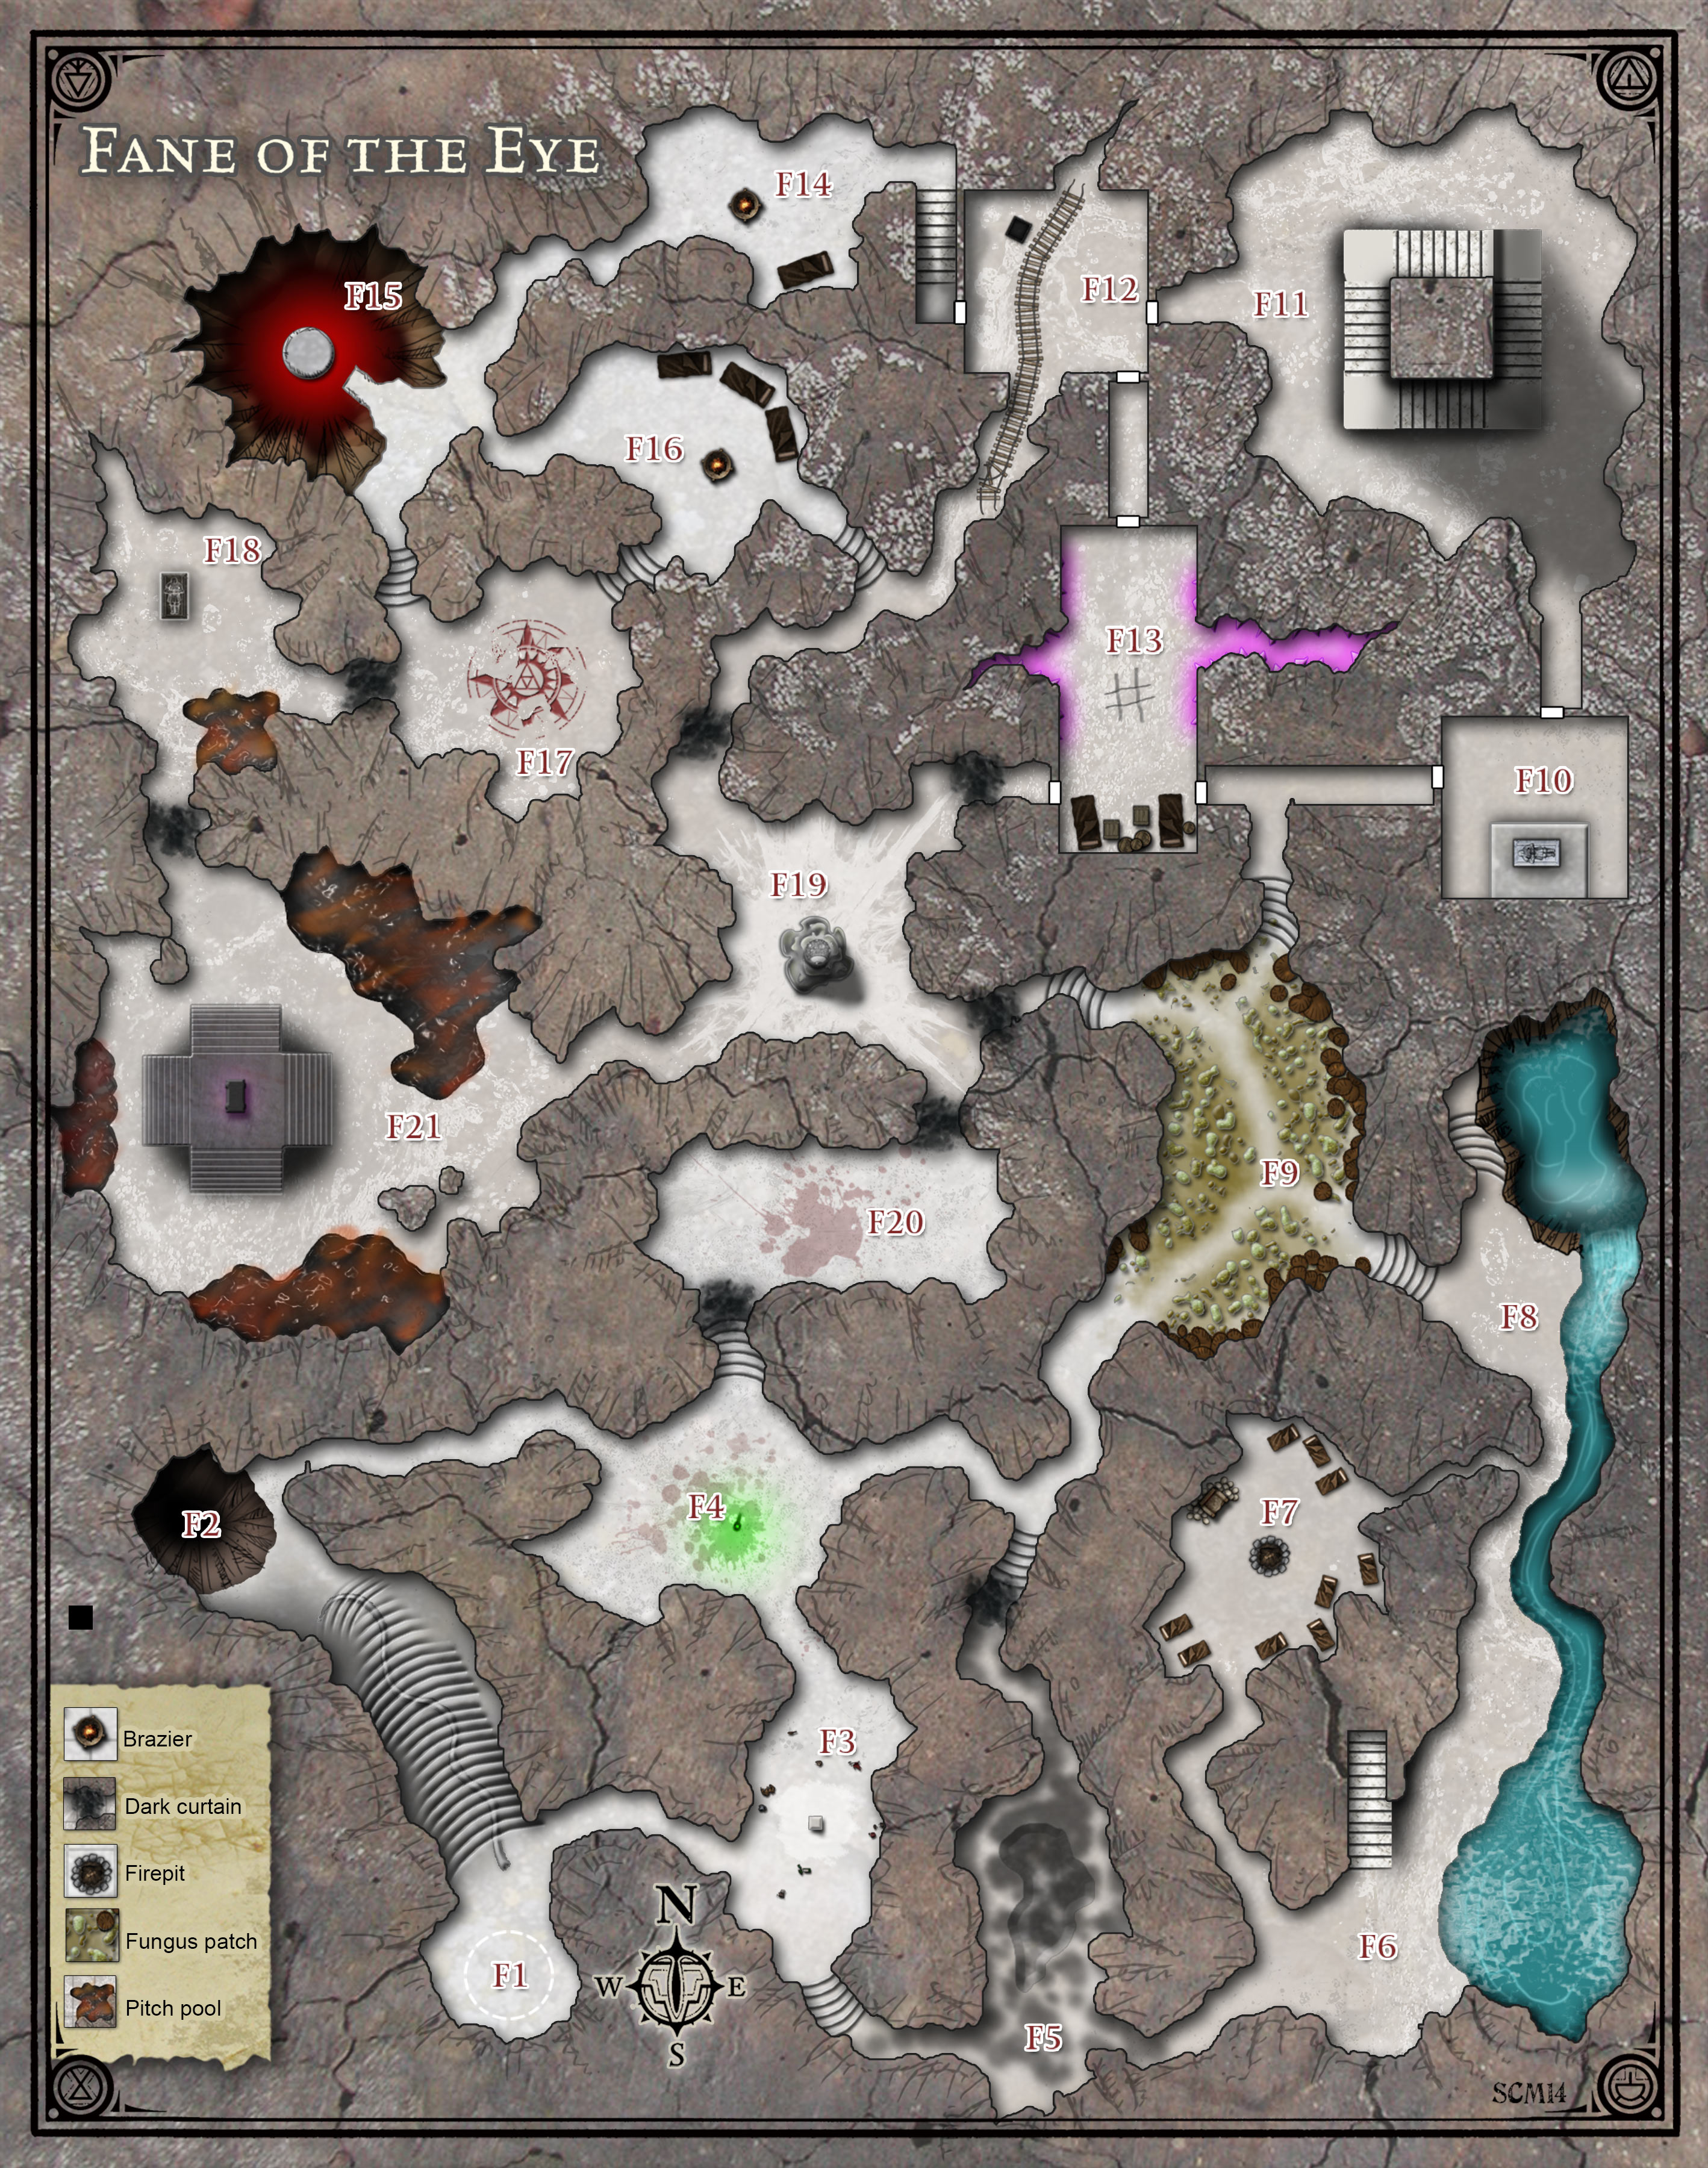 FANE OF THE EYE
F14
F12
F11
F15
F16
F18
F13
F17
F10
F19
F21
F9
F20
F8
F4
F2
F7
F3
F1
F6
F5
Brazier
Dark curtain
Firepit
Fungus patch
Pitch pool
N
W E
S
SCM14